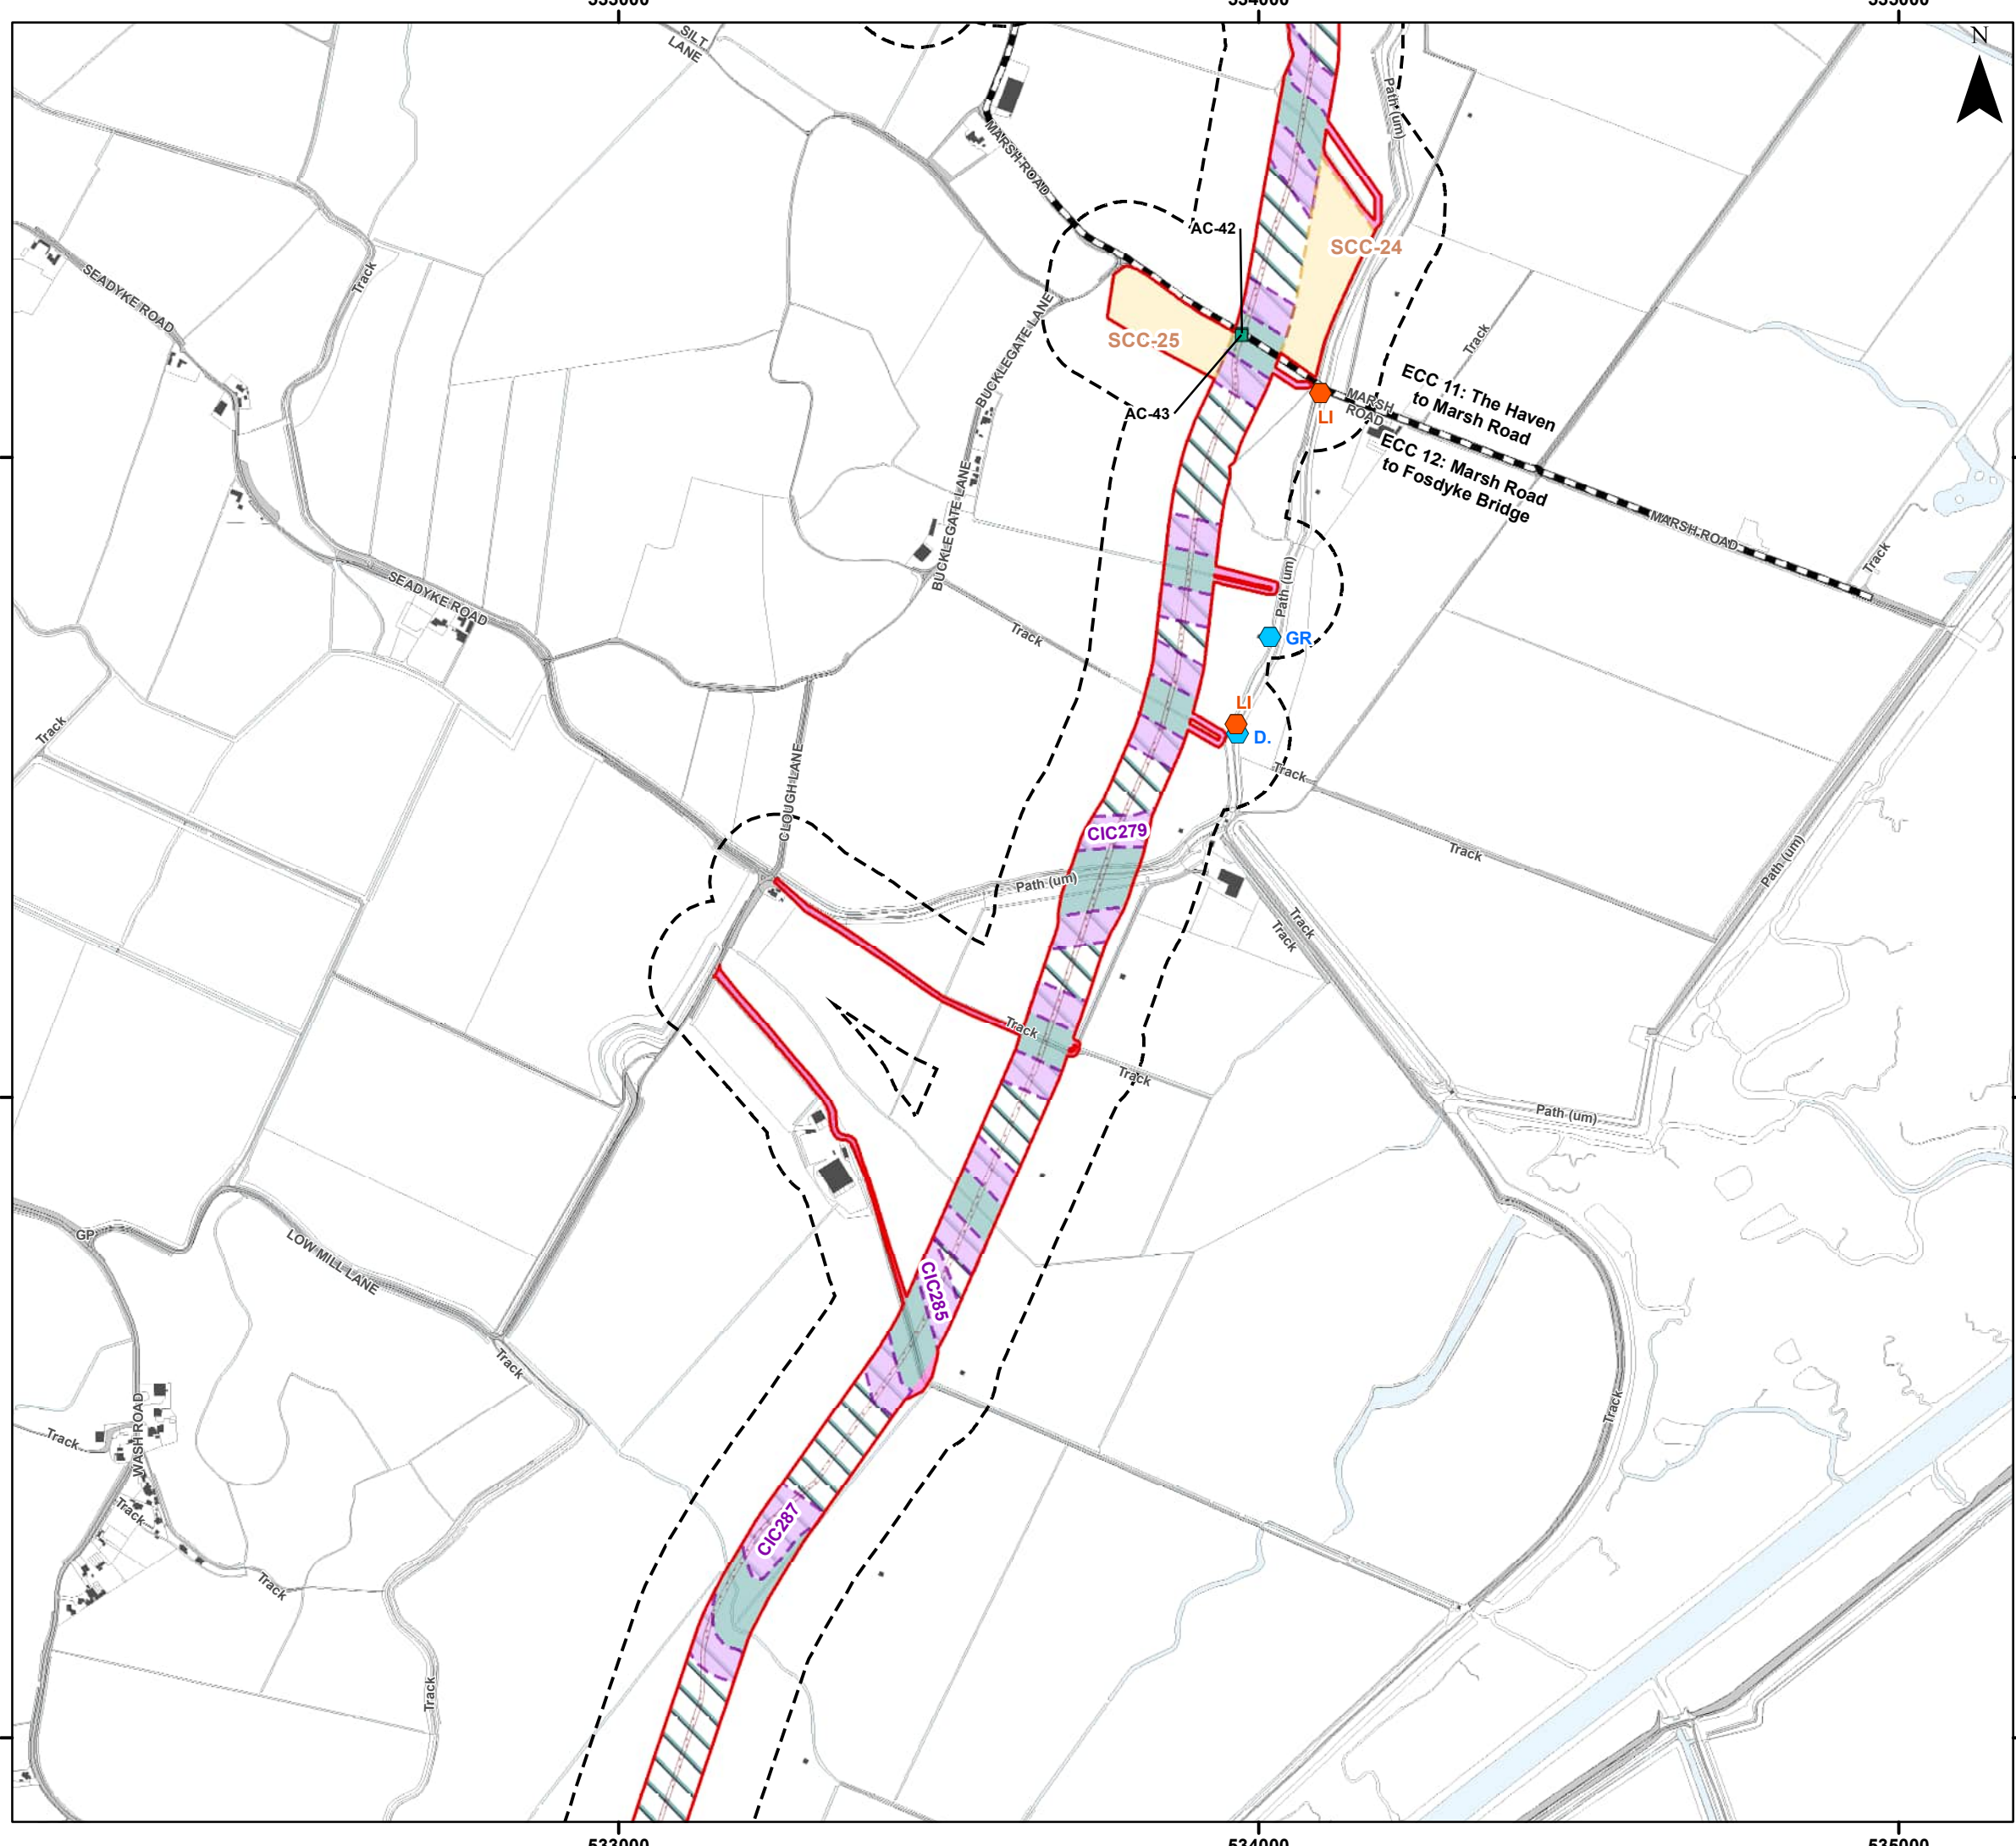 533000
534000
535000
N
SILT
LANE
Path (um)
MARSH ROAD
AC-42
SCC-24
SEADYKE ROAD
Track
SCC-25
BUCKLEGATE LANE
Track
AC-43
MARSH
ROAD
LI
ECC 11: The Haven
to Marsh Road
ECC 12: Marsh Road
to Fosdyke Bridge
MARSH ROAD
Track
BUCKLEGATE LANE
SEADYKE ROAD
Path (um)
Track
GR
LI
D.
Track
Track
CLOUGH LANE
CIC279
Track
Path (um)
Path (um)
Track
Track
Track
Track
Path (um)
GP
LOW MILL LANE
CIC285
Track
Track
WASH ROAD
Track
Track
CIC287
Track
Track
533000
534000
535000